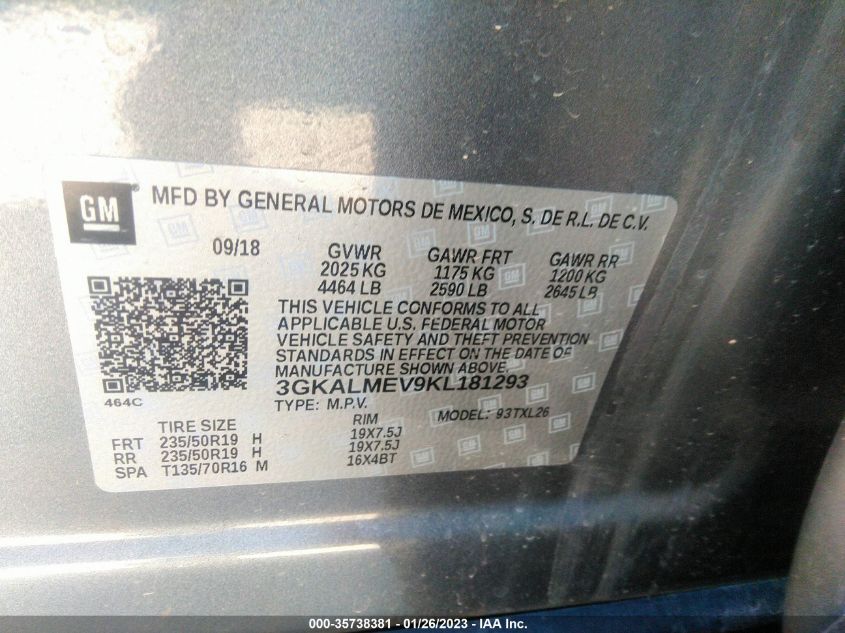 GM MFD BY GENERAL MOTORS DE MEXICO, S. DE R.L. DE C.V.
09/18 GVWR GAWR FRT GAWR RR
2025 KG 1175 KG 1200 KG
4464 LB 2590 LB 2645 LB
THIS VEHICLE CONFORMS TO ALL
APPLICABLE U.S. FEDERAL MOTOR
VEHICLE SAFETY AND THEFT PREVENTION
STANDARDS IN EFFECT ON THE DATE OF
MANUFACTURE SHOWN ABOVE.
464C 3GKALMEV9KL181293
TYPE: M.P.V. MODEL: 93TXL26
TIRE SIZE RIM
FRT 235/50R19 H 19X7.5J
RR 235/50R19 H 19X7.5J
SPA T135/70R16 M 16X4BT
000-35738381 - 01/26/2023 - IAA Inc.